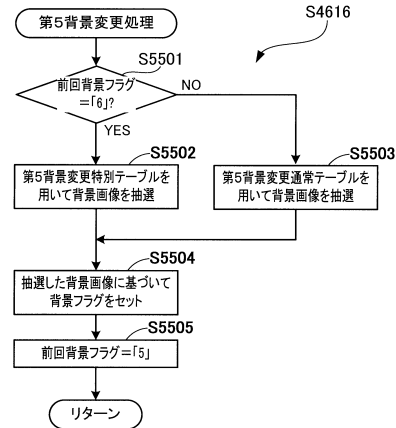 第5背景変更処理
S4616
S5501
前回背景フラグ
=「6」?
NO
YES
S5502
第5背景変更特別テーブルを
用いて背景画像を抽選
S5503
第5背景変更通常テーブルを
用いて背景画像を抽選
S5504
抽選した背景画像に基づいて
背景フラグをセット
S5505
前回背景フラグ=「5」
リターン